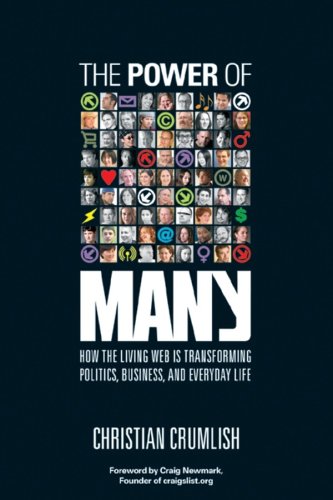 THE POWER OF
MANY
HOW THE LIVING WEB IS TRANSFORMING
POLITICS, BUSINESS, AND EVERYDAY LIFE
CHRISTIAN CRUMLISH
Foreword by Craig Newmark,
Founder of craigslist.org